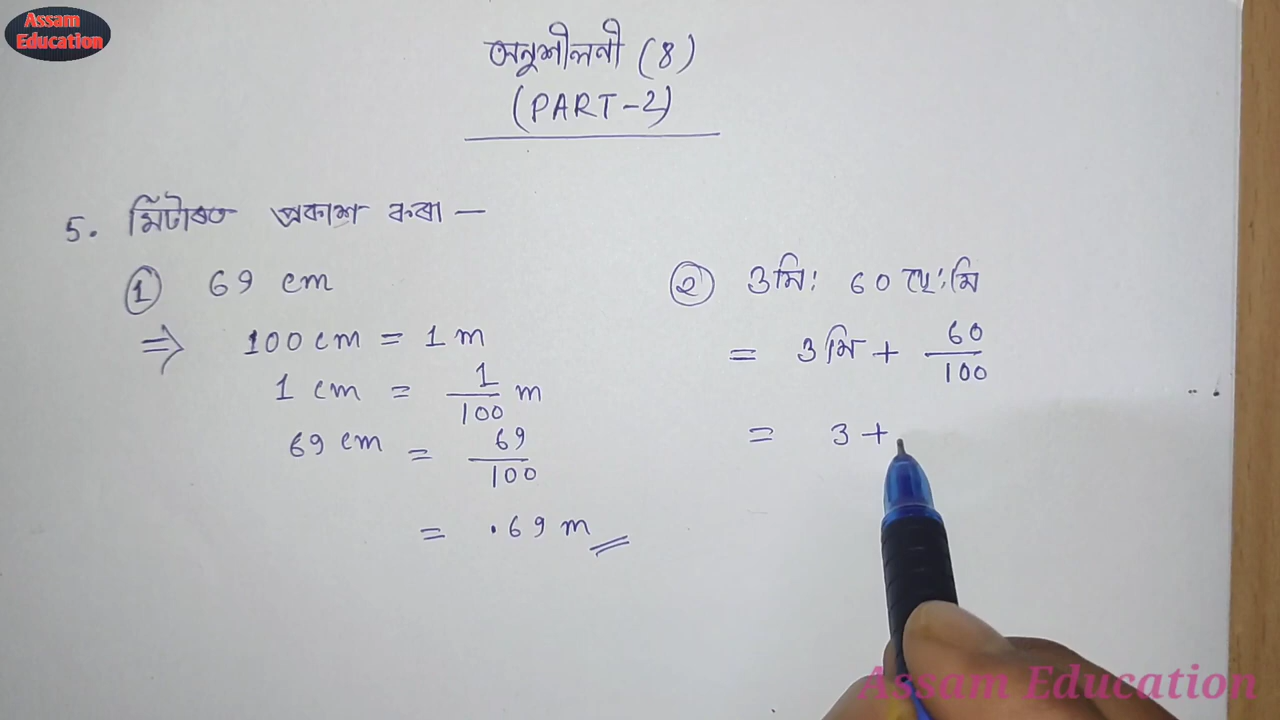 Assam
Education
অনুশীলনী (8)
(PART-2)
5. মিটাৰত প্ৰকাশ কৰা —
① 69 cm
⇒ 100 cm = 1 m
1 cm = 1/100 m
69 cm = 69/100
= .69 m
② 3মি: 60 ছে:মি
= 3মি + 60/100
= 3 +
Assam Education